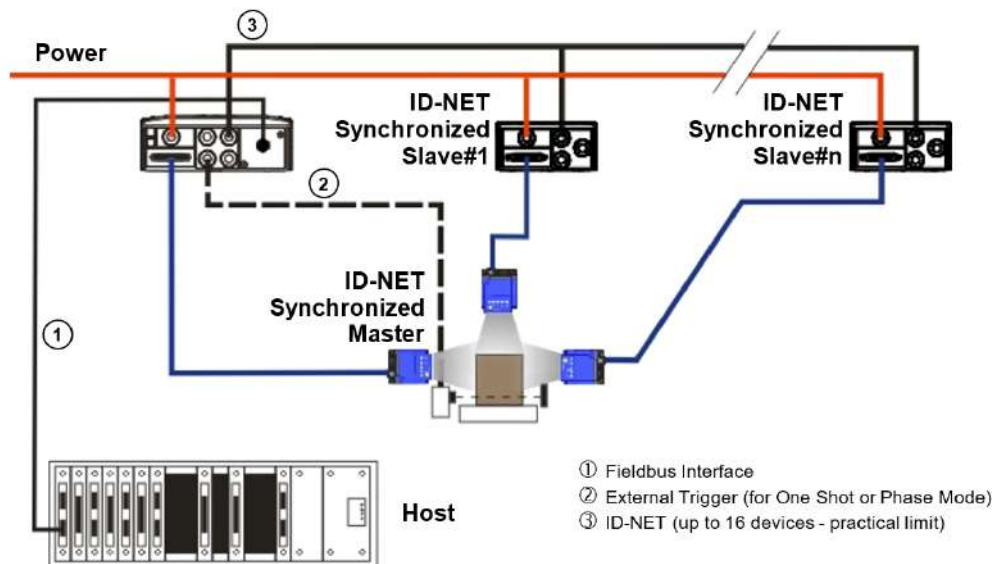 ③
Power
ID-NET
Synchronized
Slave#1
ID-NET
Synchronized
Slave#n
②
ID-NET
Synchronized
Master
①
Host
① Fieldbus Interface
② External Trigger (for One Shot or Phase Mode)
③ ID-NET (up to 16 devices - practical limit)